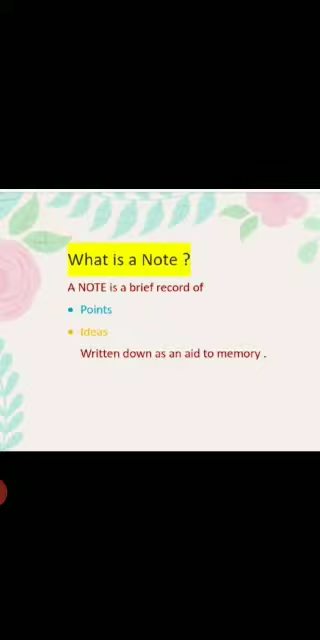 What is a Note ?
A NOTE is a brief record of
• Points
• Ideas
Written down as an aid to memory .